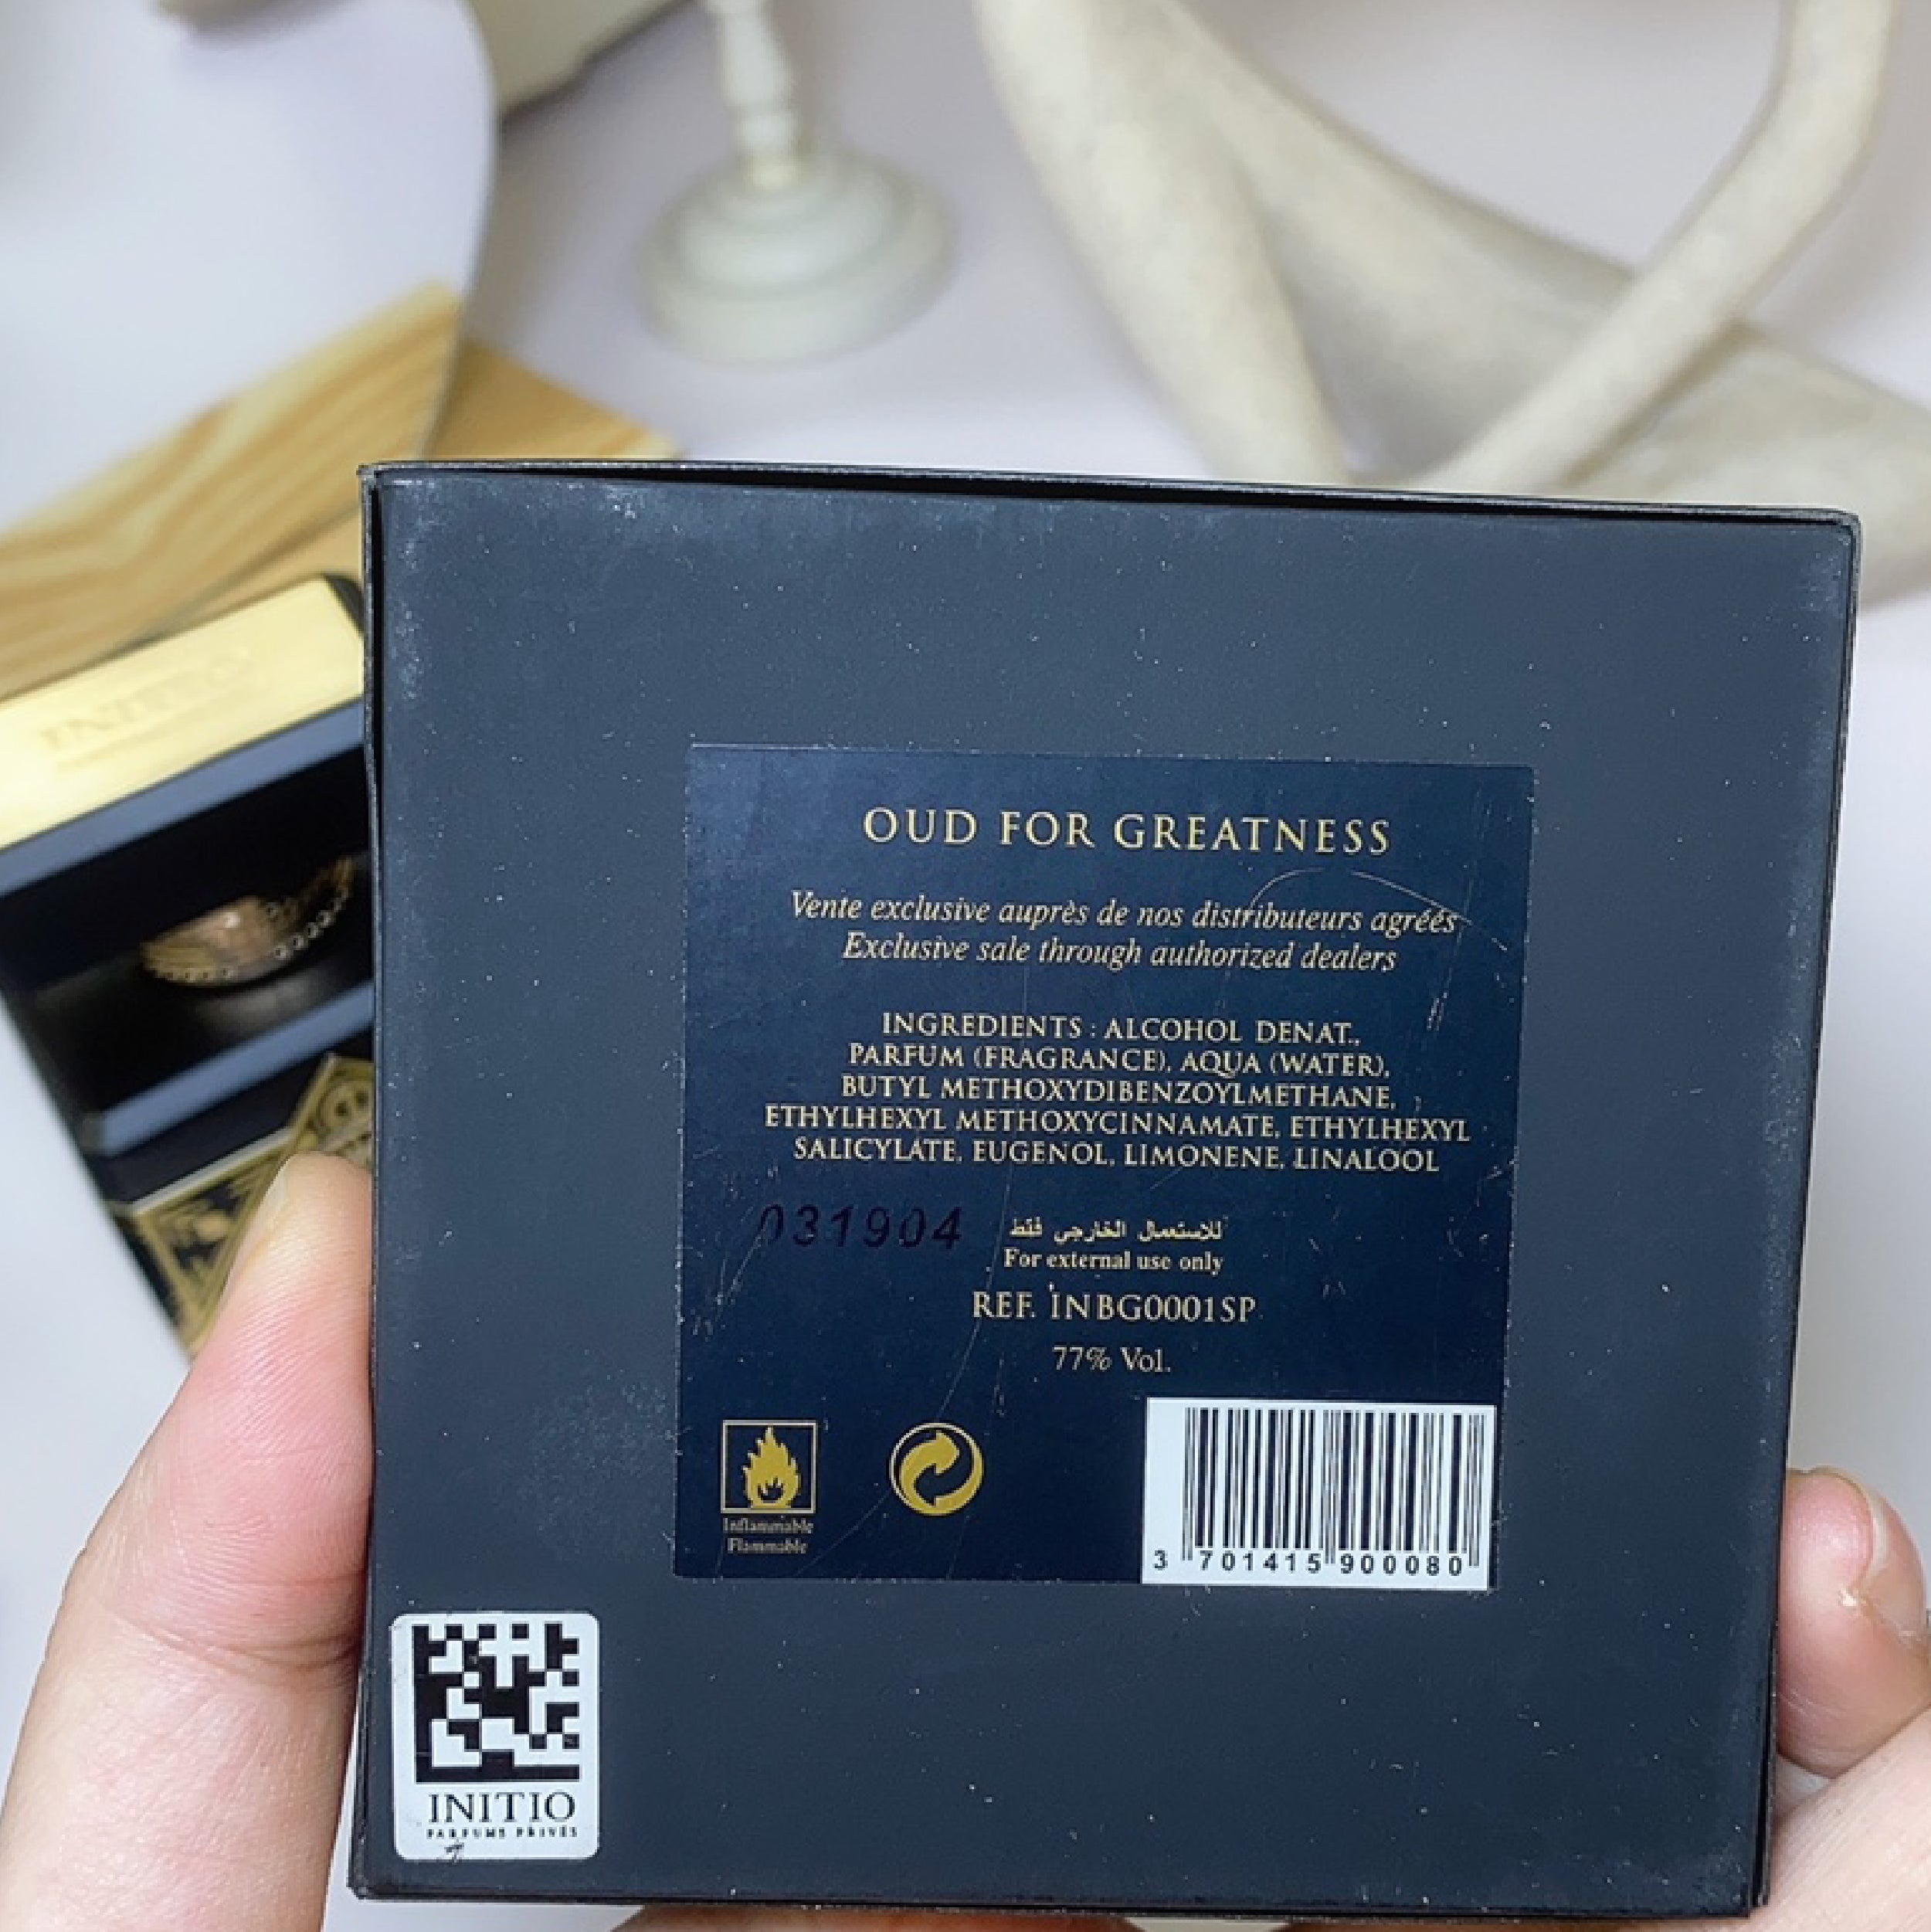 INITIO
OUD FOR GREATNESS
Vente exclusive auprès de nos distributeurs agréés
Exclusive sale through authorized dealers
INGREDIENTS : ALCOHOL DENAT.,
PARFUM (FRAGRANCE), AQUA (WATER),
BUTYL METHOXYDIBENZOYLMETHANE,
ETHYLHEXYL METHOXYCINNAMATE, ETHYLHEXYL
SALICYLATE, EUGENOL, LIMONENE, LINALOOL
031904
للاستعمال الخارجي فقط
For external use only
REF. INBG0001SP
77% Vol.
Inflammable
Flammable
3 701415 900080
INITIO
PARFUMS PRIVÉS